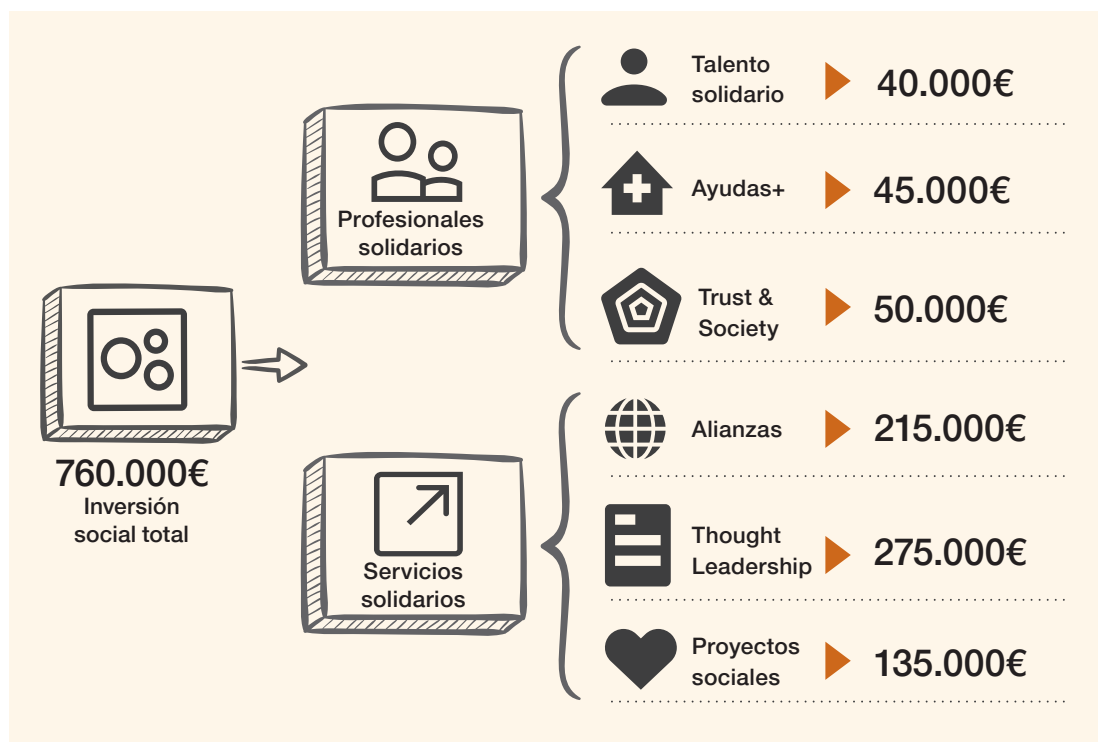 760.000€
Inversión
social total
Profesionales
solidarios
Talento
solidario
40.000€
Ayudas+
45.000€
Trust &
Society
50.000€
Servicios
solidarios
Alianzas
215.000€
Thought
Leadership
275.000€
Proyectos
sociales
135.000€